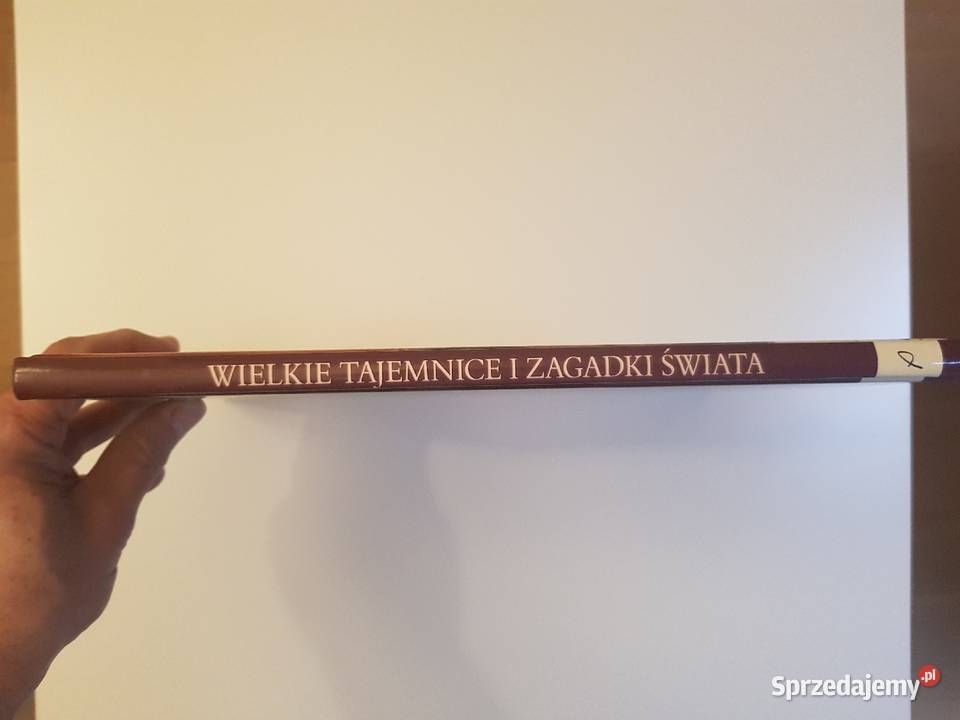 WIELKIE TAJEMNICE I ZAGADKI ŚWIATA
Sprzedajemy.pl